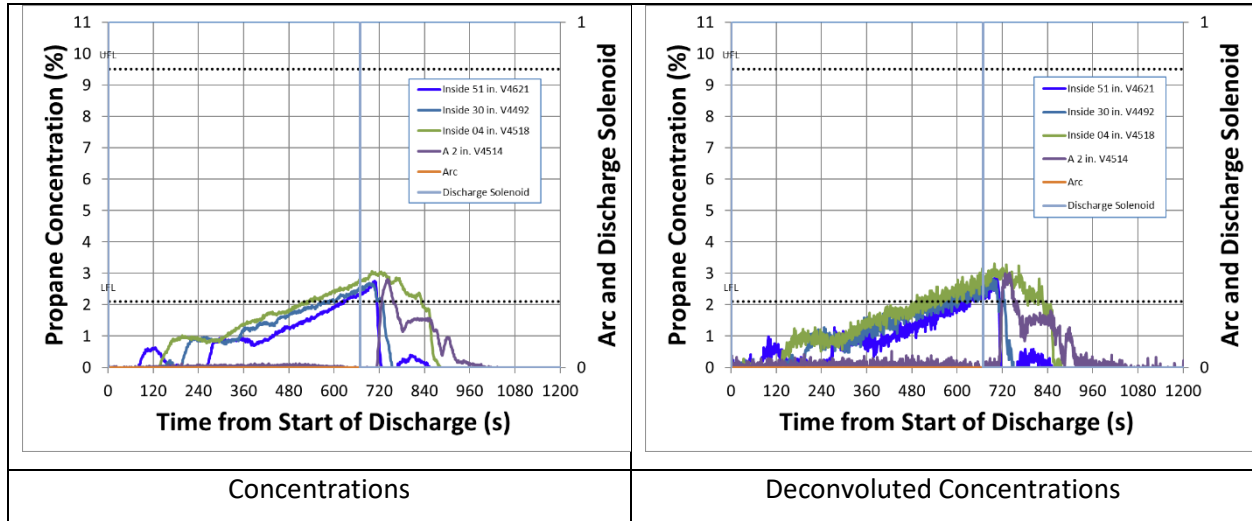 11
10
9
8
7
6
5
4
3
2
1
0
UFL
LFL
Propane Concentration (%)
Inside 51 in. V4621
Inside 30 in. V4492
Inside 04 in. V4518
A 2 in. V4514
Arc
Discharge Solenoid
1
0
Arc and Discharge Solenoid
0 120 240 360 480 600 720 840 960 1080 1200
Time from Start of Discharge (s)
Concentrations
11
10
9
8
7
6
5
4
3
2
1
0
UFL
LFL
Propane Concentration (%)
Inside 51 in. V4621
Inside 30 in. V4492
Inside 04 in. V4518
A 2 in. V4514
Arc
Discharge Solenoid
1
0
Arc and Discharge Solenoid
0 120 240 360 480 600 720 840 960 1080 1200
Time from Start of Discharge (s)
Deconvoluted Concentrations